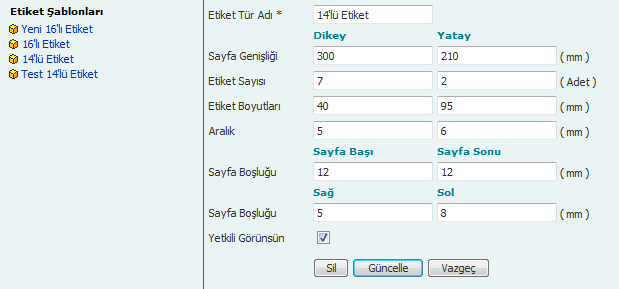 Etiket Şablonları
Yeni 16'lı Etiket
16'lı Etiket
14'lü Etiket
Test 14'lü Etiket
Etiket Tür Adı * 14'lü Etiket
Dikey Yatay
Sayfa Genişliği 300 210 ( mm )
Etiket Sayısı 7 2 ( Adet )
Etiket Boyutları 40 95 ( mm )
Aralık 5 6 ( mm )
Sayfa Başı Sayfa Sonu
Sayfa Boşluğu 12 12 ( mm )
Sağ Sol
Sayfa Boşluğu 5 8 ( mm )
Yetkili Görünsün
Sil Güncelle Vazgeç